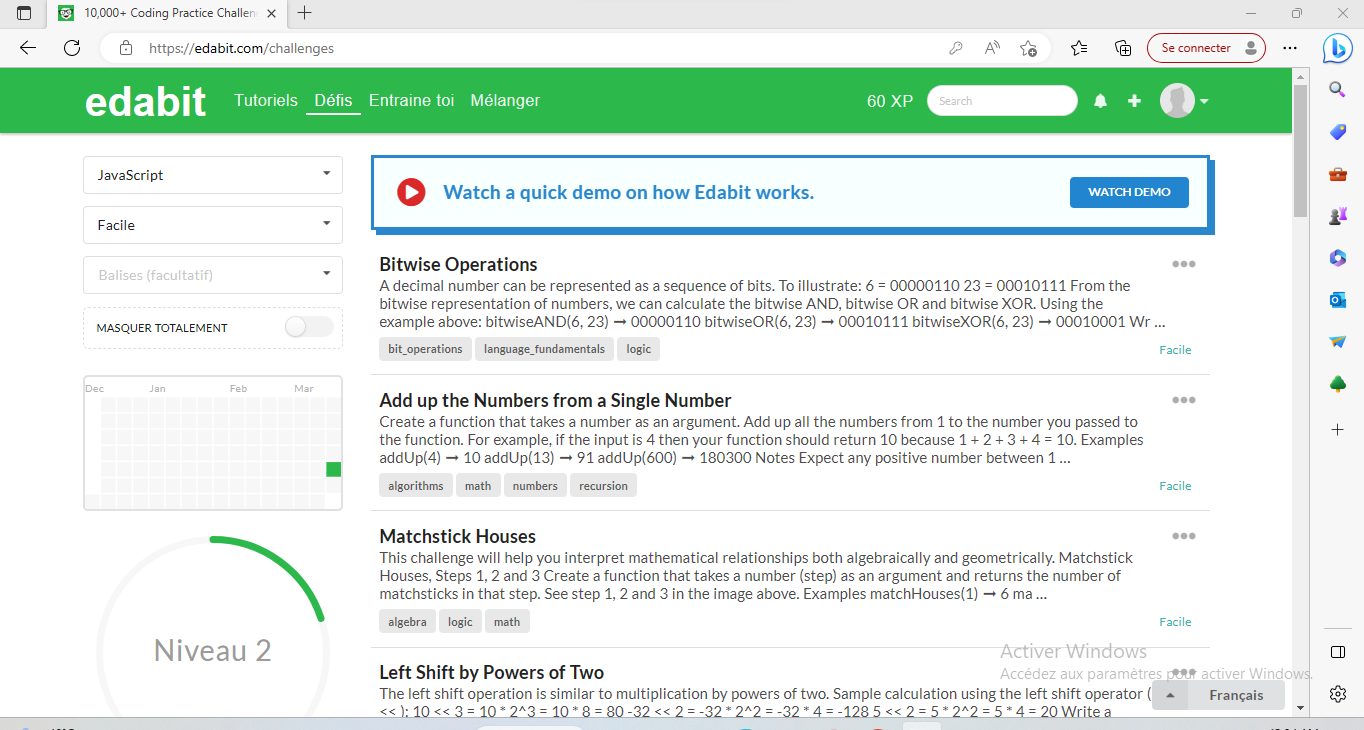 10,000+ Coding Practice Challen
https://edabit.com/challenges
Se connecter
edabit
Tutoriels Défis Entraine toi Mélanger
60 XP
Search
JavaScript
Facile
Balises (facultatif)
MASQUER TOTALEMENT
Dec Jan Feb Mar
Niveau 2
Watch a quick demo on how Edabit works.
WATCH DEMO
Bitwise Operations
A decimal number can be represented as a sequence of bits. To illustrate: 6 = 00000110 23 = 00010111 From the
bitwise representation of numbers, we can calculate the bitwise AND, bitwise OR and bitwise XOR. Using the
example above: bitwiseAND(6, 23) ➞ 00000110 bitwiseOR(6, 23) ➞ 00010111 bitwiseXOR(6, 23) ➞ 00010001 Wr ...
bit_operations language_fundamentals logic
Facile
Add up the Numbers from a Single Number
Create a function that takes a number as an argument. Add up all the numbers from 1 to the number you passed to
the function. For example, if the input is 4 then your function should return 10 because 1 + 2 + 3 + 4 = 10. Examples
addUp(4) ➞ 10 addUp(13) ➞ 91 addUp(600) ➞ 180300 Notes Expect any positive number between 1 ...
algorithms math numbers recursion
Facile
Matchstick Houses
This challenge will help you interpret mathematical relationships both algebraically and geometrically. Matchstick
Houses, Steps 1, 2 and 3 Create a function that takes a number (step) as an argument and returns the number of
matchsticks in that step. See step 1, 2 and 3 in the image above. Examples matchHouses(1) ➞ 6 ma ...
algebra logic math
Facile
Left Shift by Powers of Two
The left shift operation is similar to multiplication by powers of two. Sample calculation using the left shift operator (
<< ): 10 << 3 = 10 * 2^3 = 10 * 8 = 80 -32 << 2 = -32 * 2^2 = -32 * 4 = -128 5 << 2 = 5 * 2^2 = 5 * 4 = 20 Write a
Activer Windows
Accédez aux paramètres pour activer Windows.
Français